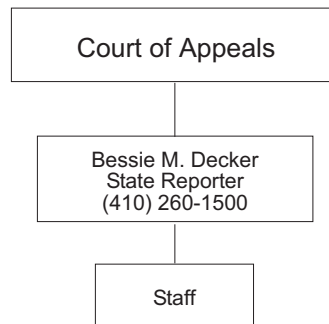 Court of Appeals
Bessie M. Decker
State Reporter
(410) 260-1500
Staff